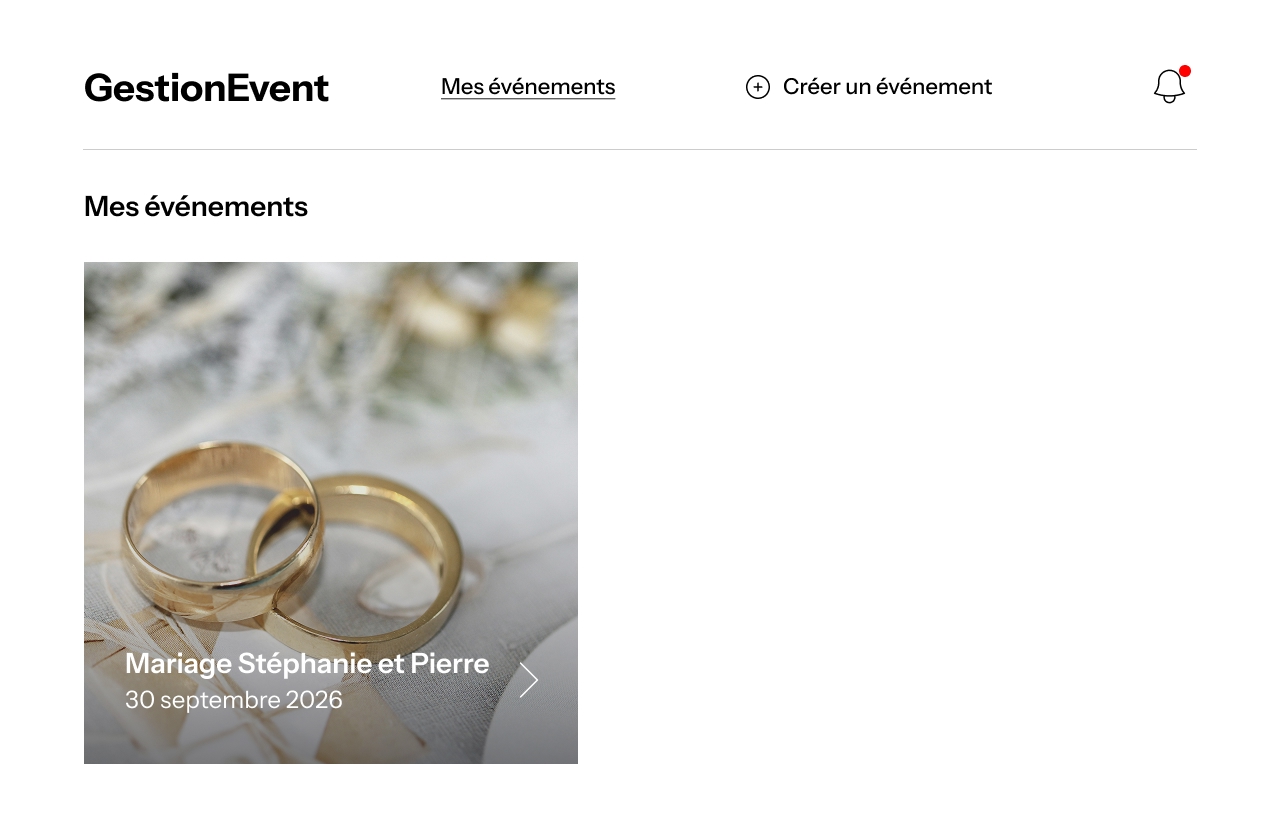 GestionEvent
Mes événements
Créer un événement
Mes événements
Mariage Stéphanie et Pierre
30 septembre 2026